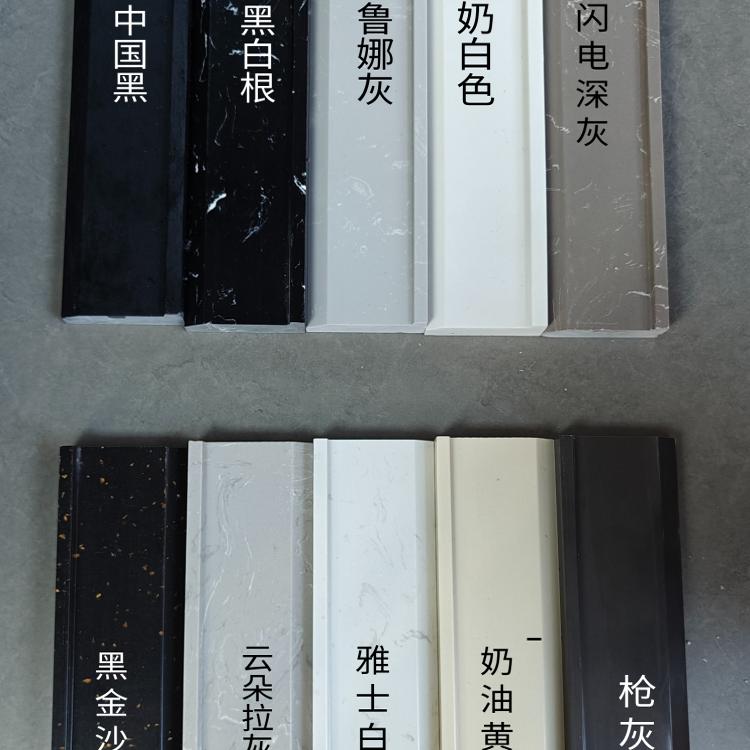 中国黑
黑白根
鲁娜灰
奶白色
闪电深灰
黑金沙
云朵拉灰
雅士白
奶油黄
枪灰